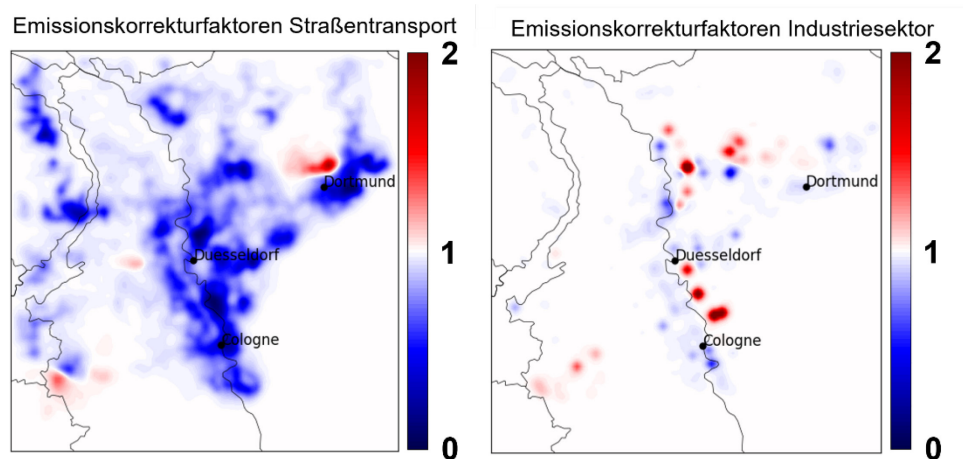 Emissionskorrekturfaktoren Straßentransport
2
Dortmund
1
Duesseldorf
Cologne
0
Emissionskorrekturfaktoren Industriesektor
2
Dortmund
1
Duesseldorf
Cologne
0